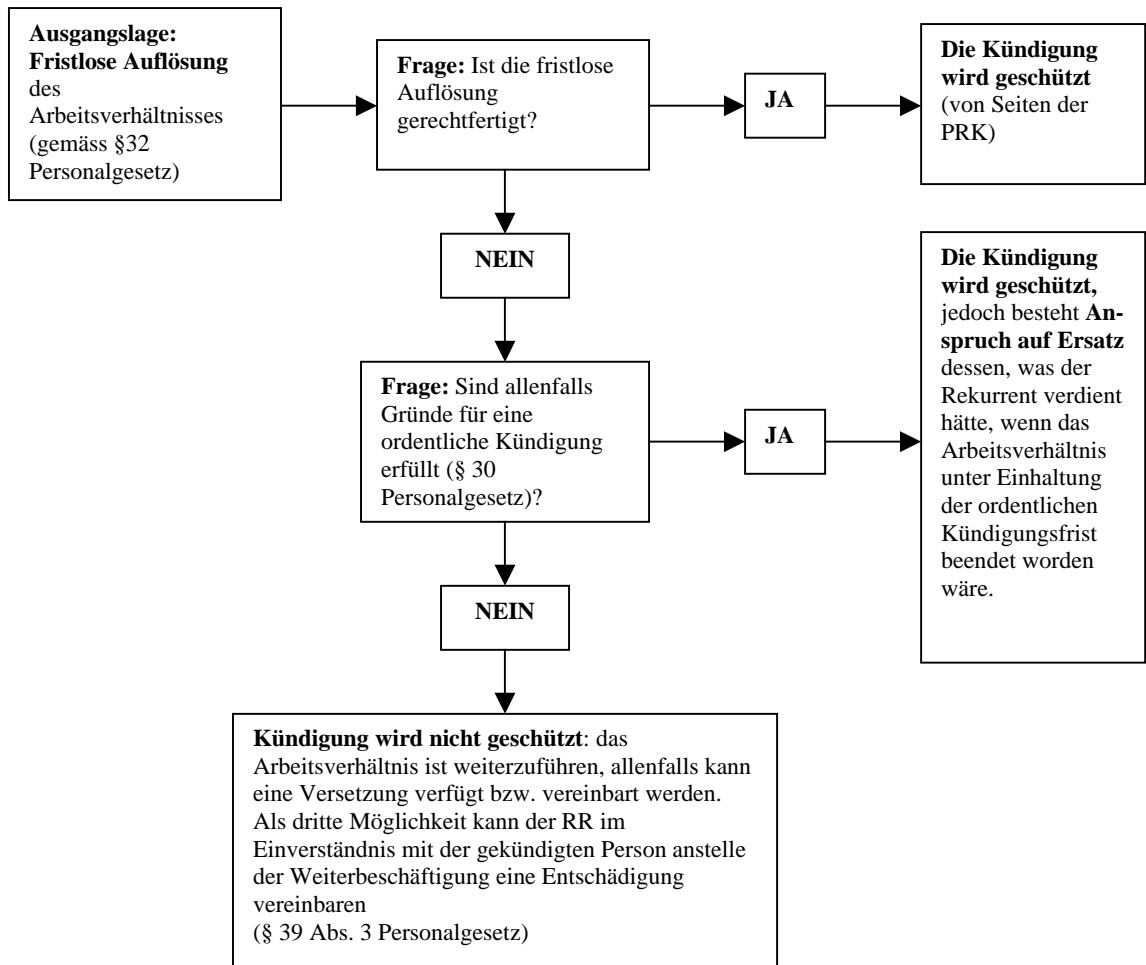 Ausgangslage:
Fristlose Auflösung
des
Arbeitsverhältnisses
(gemäss §32
Personalgesetz)
Frage: Ist die fristlose
Auflösung
gerechtfertigt?
JA
Die Kündigung
wird geschützt
(von Seiten der
PRK)
NEIN
Frage: Sind allenfalls
Gründe für eine
ordentliche Kündigung
erfüllt (§ 30
Personalgesetz)?
JA
Die Kündigung
wird geschützt,
jedoch besteht An-
spruch auf Ersatz
dessen, was der
Rekurrent verdient
hätte, wenn das
Arbeitsverhältnis
unter Einhaltung
der ordentlichen
Kündigungsfrist
beendet worden
wäre.
NEIN
Kündigung wird nicht geschützt: das
Arbeitsverhältnis ist weiterzuführen, allenfalls kann
eine Versetzung verfügt bzw. vereinbart werden.
Als dritte Möglichkeit kann der RR im
Einverständnis mit der gekündigten Person anstelle
der Weiterbeschäftigung eine Entschädigung
vereinbaren
(§ 39 Abs. 3 Personalgesetz)